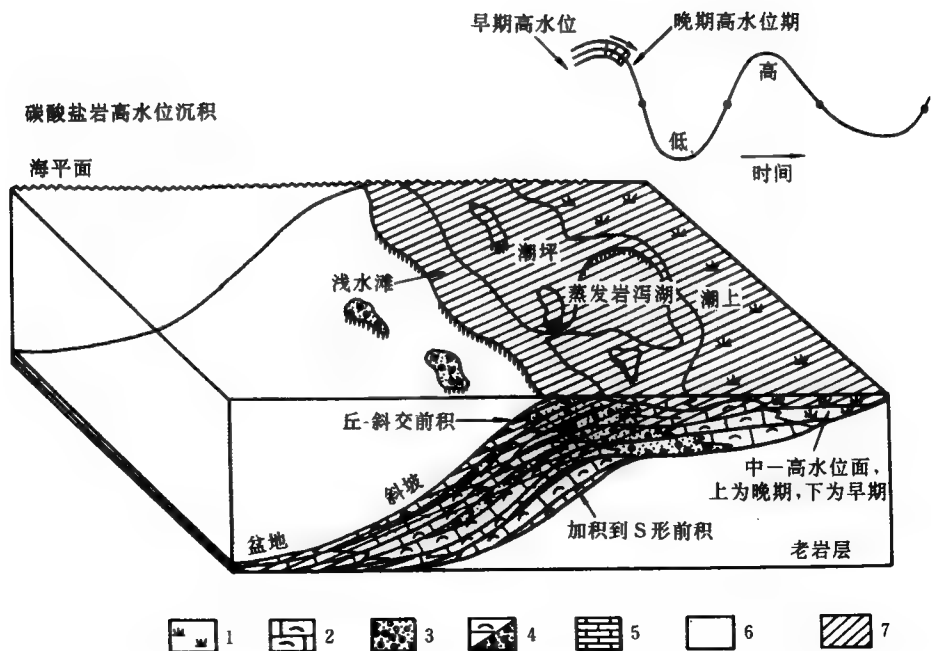 早期高水位
晚期高水位期
高
低
时间
碳酸盐岩高水位沉积
海平面
潮坪
浅水滩
蒸发岩泻湖
潮上
丘-斜交前积
斜坡
盆地
中一高水位面,
上为晚期,下为早期
加积到S形前积
老岩层
1 2 3 4 5 6 7